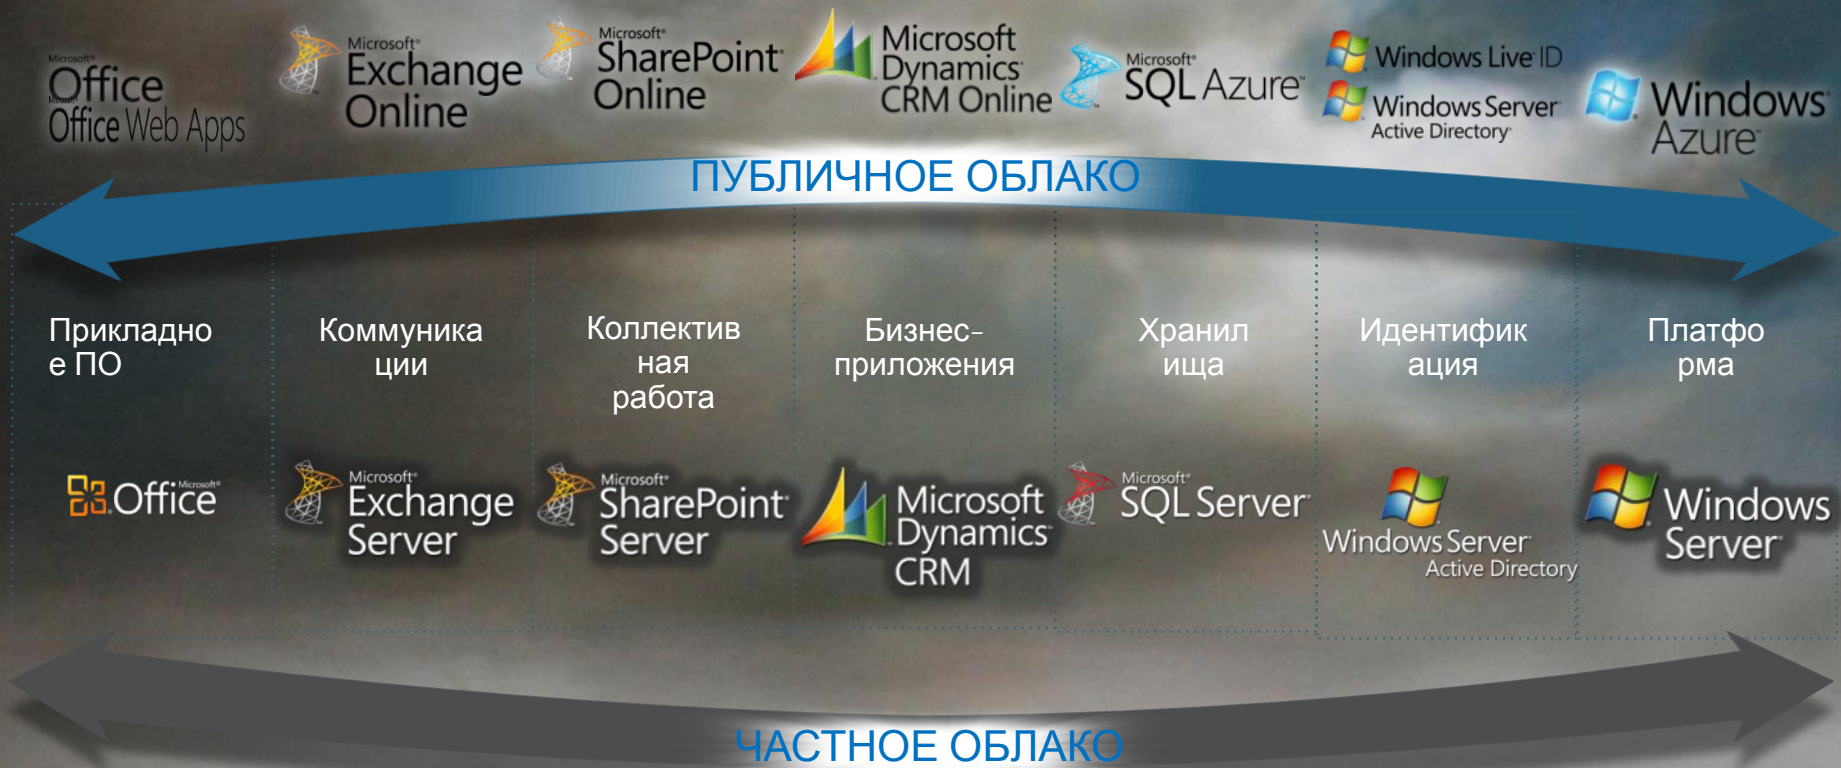 Microsoft®
Office
Microsoft
Office Web Apps
Microsoft®
Exchange
Online
Microsoft®
SharePoint®
Online
Microsoft
Dynamics
CRM Online
Microsoft®
SQL Azure™
Windows Live ID
Windows Server®
Active Directory®
Windows®
Azure™
ПУБЛИЧНОЕ ОБЛАКО
Прикладно
е ПО
Коммуника
ции
Коллектив
ная
работа
Бизнес-
приложения
Хранил
ища
Идентифик
ация
Платфо
рма
Microsoft®
Office
Microsoft®
Exchange
Server
Microsoft®
SharePoint®
Server
Microsoft
Dynamics™
CRM
Microsoft®
SQL Server®
Windows Server®
Active Directory
Windows
Server®
ЧАСТНОЕ ОБЛАКО